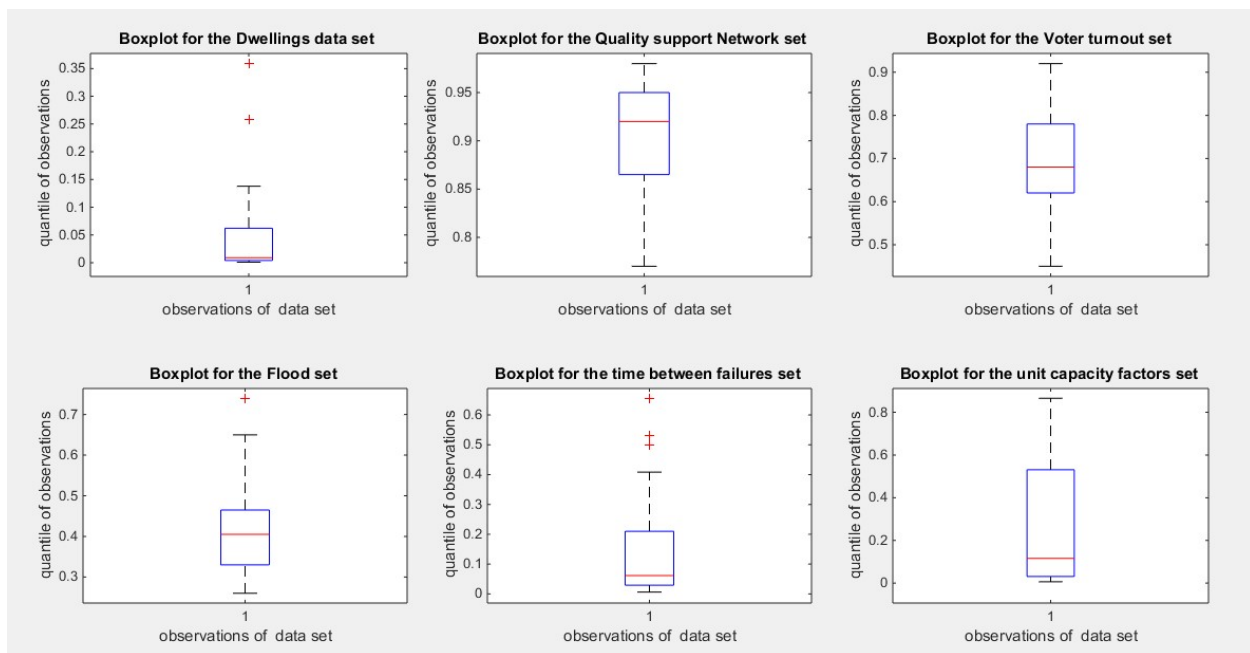 Boxplot for the Dwellings data set
quantile of observations
0.35
0.3
0.25
0.2
0.15
0.1
0.05
0
1
observations of data set
Boxplot for the Quality support Network set
quantile of observations
0.95
0.9
0.85
0.8
1
observations of data set
Boxplot for the Voter turnout set
quantile of observations
0.9
0.8
0.7
0.6
0.5
1
observations of data set
Boxplot for the Flood set
quantile of observations
0.7
0.6
0.5
0.4
0.3
1
observations of data set
Boxplot for the time between failures set
quantile of observations
0.6
0.5
0.4
0.3
0.2
0.1
0
1
observations of data set
Boxplot for the unit capacity factors set
quantile of observations
0.8
0.6
0.4
0.2
0
1
observations of data set